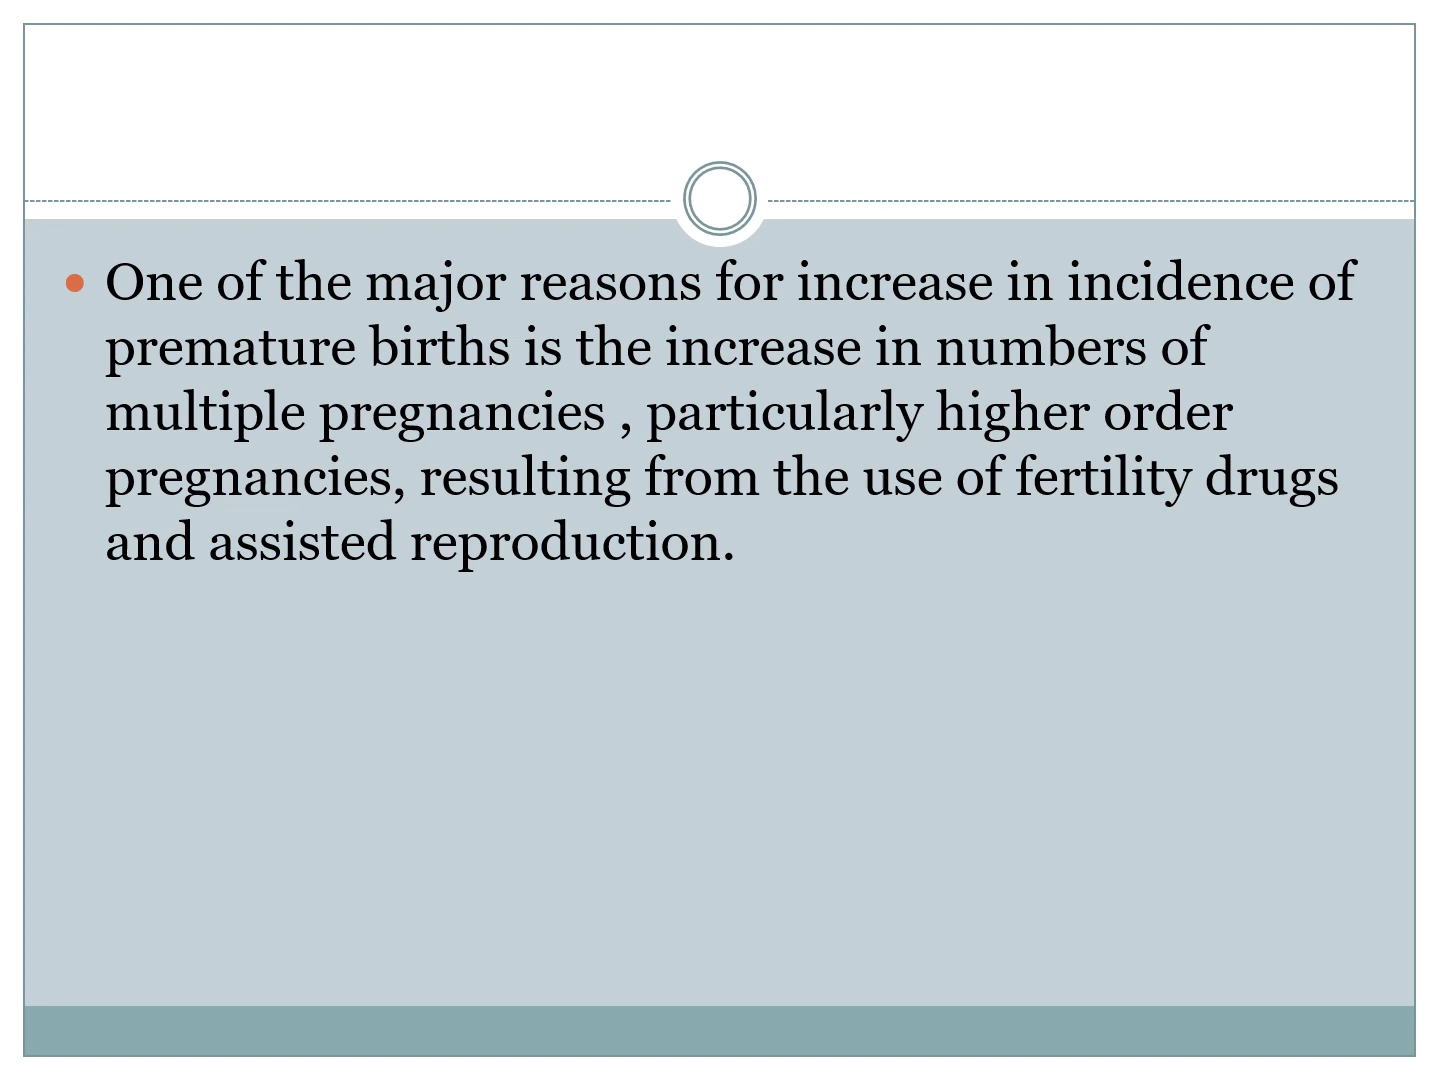 One of the major reasons for increase in incidence of
premature births is the increase in numbers of
multiple pregnancies , particularly higher order
pregnancies, resulting from the use of fertility drugs
and assisted reproduction.